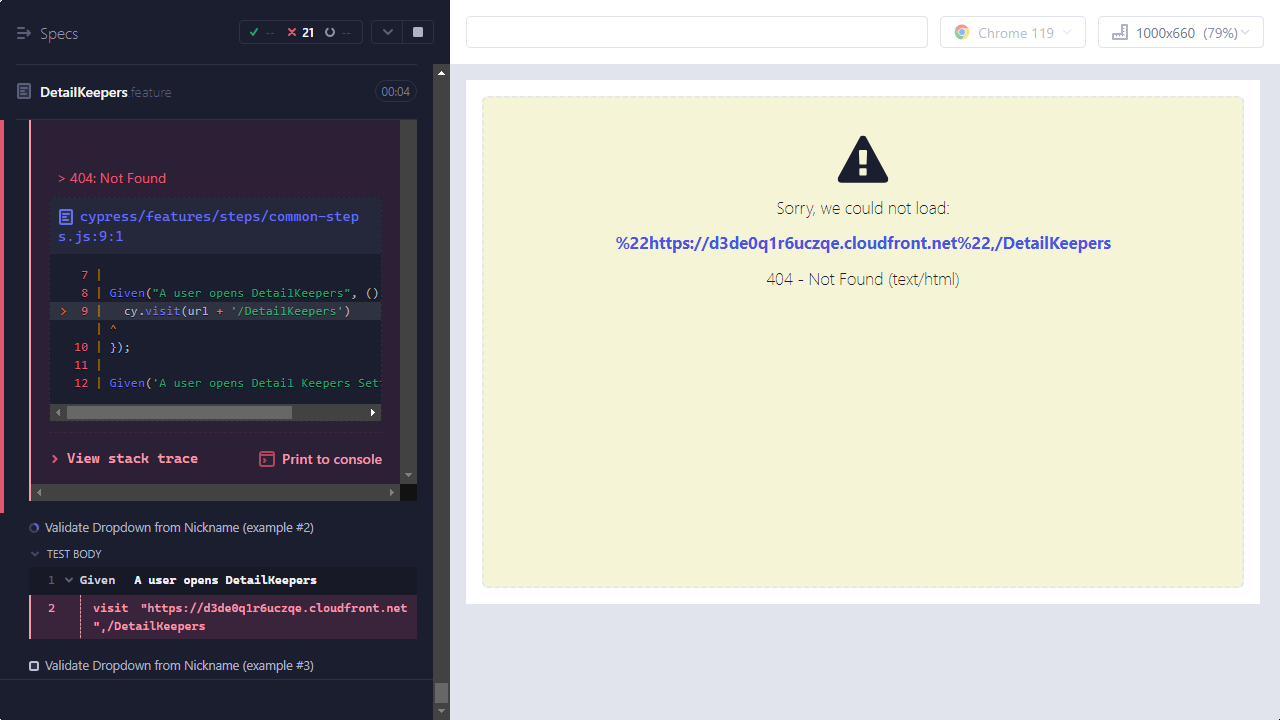 Specs
-- 21 --
DetailKeepers feature
00:04
> 404: Not Found
cypress/features/steps/common-step
s.js:9:1
7 |
8 | Given("A user opens DetailKeepers", ()
> 9 |   cy.visit(url + '/DetailKeepers')
| ^
10 | });
11 |
12 | Given('A user opens Detail Keepers Set
View stack trace
Print to console
Validate Dropdown from Nickname (example #2)
TEST BODY
1 Given A user opens DetailKeepers
2 visit "https://d3de0q1r6uczqe.cloudfront.net
",/DetailKeepers
Validate Dropdown from Nickname (example #3)
Chrome 119
1000x660 (79%)
Sorry, we could not load:
%22https://d3de0q1r6uczqe.cloudfront.net%22,/DetailKeepers
404 - Not Found (text/html)